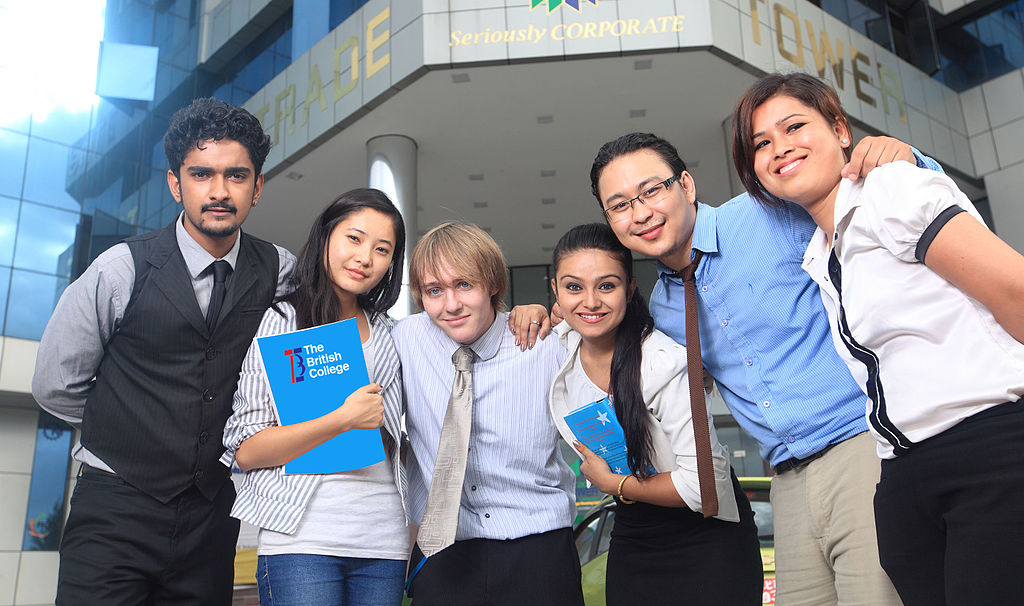 Seriously CORPORATE
TRADE TOWER
The
British
College